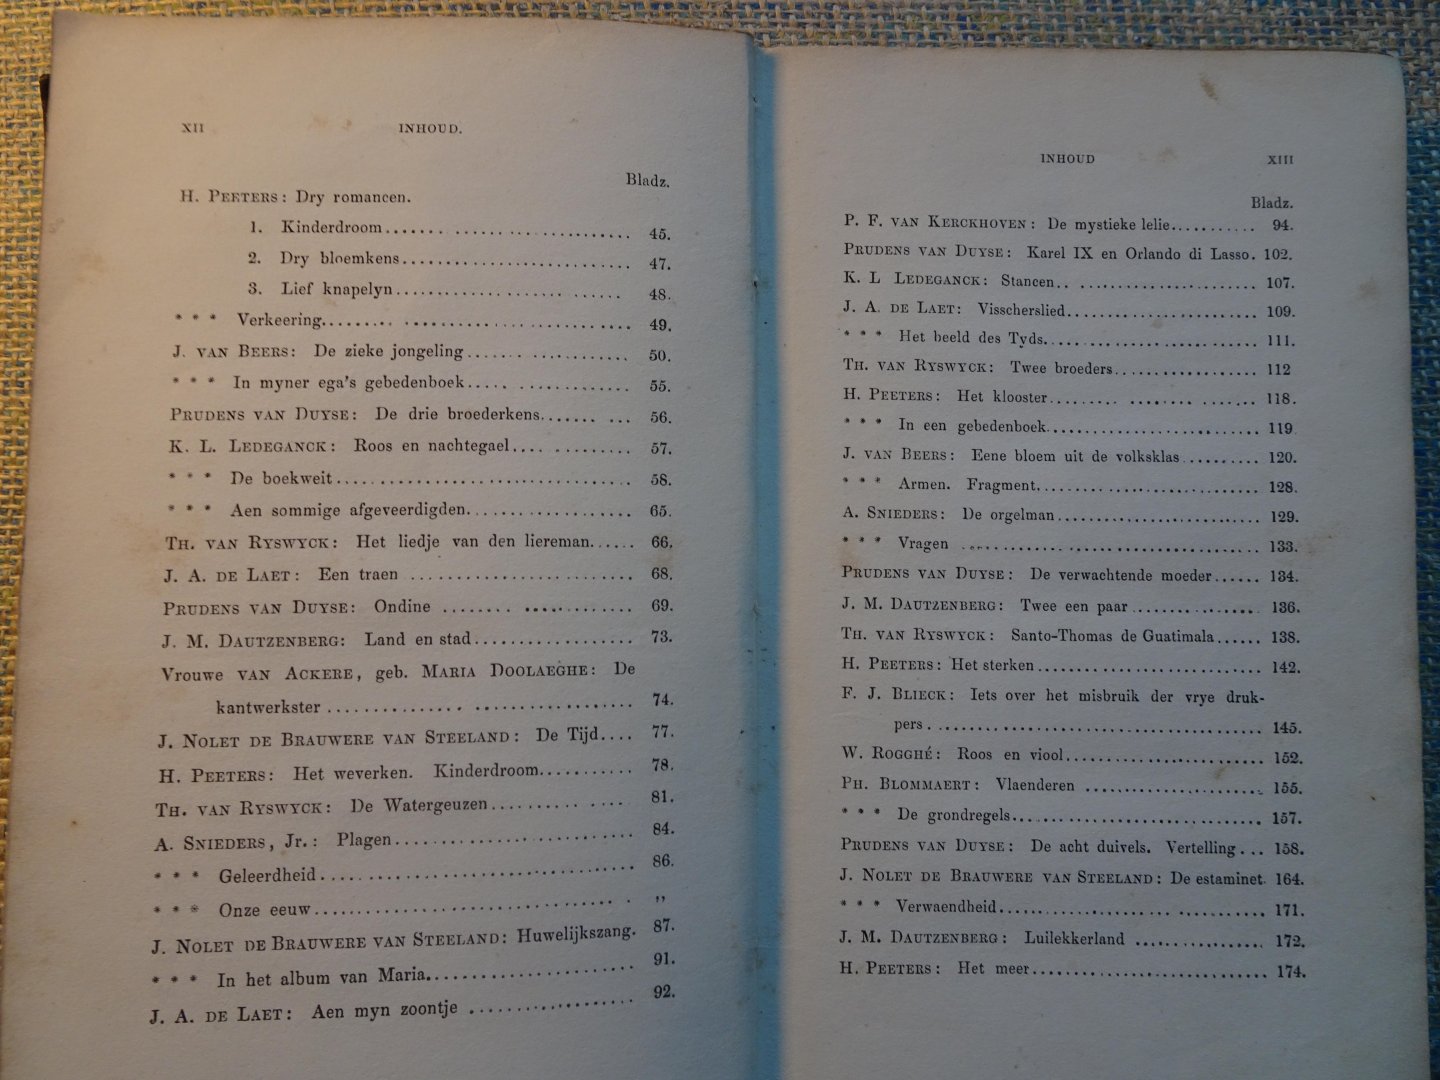 XII INHOUD.
Bladz.
H. PEETERS: Dry romancen.
1. Kinderdroom........ 45.
2. Dry bloemkens........ 47.
3. Lief knapelyn........ 48.
* * * Verkeering........ 49.
J. VAN BEERS: De zieke jongeling........ 50.
* * * In myner ega's gebedenboek........ 55.
PRUDENS VAN DUYSE: De drie broederkens........ 56.
K. L. LEDEGANCK: Roos en nachtegael........ 57.
* * * De boekweit........ 58.
* * * Aen sommige afgeveerdigden........ 65.
TH. VAN RYSWYCK: Het liedje van den liereman...... 66.
J. A. DE LAET: Een traen ........ 68.
PRUDENS VAN DUYSE: Ondine ........ 69.
J. M. DAUTZENBERG: Land en stad........ 73.
Vrouwe VAN ACKERE, geb. MARIA DOOLAEGHE: De
kantwerkster ........ 74.
J. NOLET DE BRAUWERE VAN STEELAND: De Tijd.... 77.
H. PEETERS: Het weverken. Kinderdroom........ 78.
TH. VAN RYSWYCK: De Watergeuzen........ 81.
A. SNIEDERS, Jr.: Plagen........ 84.
* * * Geleerdheid........ 86.
* * * Onze eeuw........ "
J. NOLET DE BRAUWERE VAN STEELAND: Huwelijkszang. 87.
* * * In het album van Maria........ 91.
J. A. DE LAET: Aen myn zoontje ........ 92.
INHOUD XIII
Bladz.
P. F. VAN KERCKHOVEN: De mystieke lelie........ 94.
PRUDENS VAN DUYSE: Karel IX en Orlando di Lasso. 102.
K. L LEDEGANCK: Stancen........ 107.
J. A. DE LAET: Visscherslied........ 109.
* * * Het beeld des Tyds........ 111.
TH. VAN RYSWYCK: Twee broeders........ 112
H. PEETERS: Het klooster........ 118.
* * * In een gebedenboek........ 119
J. VAN BEERS: Eene bloem uit de volksklas........ 120.
* * * Armen. Fragment........ 128.
A. SNIEDERS: De orgelman........ 129.
* * * Vragen ........ 133.
PRUDENS VAN DUYSE: De verwachtende moeder...... 134.
J. M. DAUTZENBERG: Twee een paar........ 136.
TH. VAN RYSWYCK: Santo-Thomas de Guatimala...... 138.
H. PEETERS: Het sterken........ 142.
F. J. BLIECK: Iets over het misbruik der vrye druk-
pers........ 145.
W. ROGGHÉ: Roos en viool........ 152.
PH. BLOMMAERT: Vlaenderen ........ 155.
* * * De grondregels........ 157.
PRUDENS VAN DUYSE: De acht duivels. Vertelling... 158.
J. NOLET DE BRAUWERE VAN STEELAND: De estaminet. 164.
* * * Verwaendheid........ 171.
J. M. DAUTZENBERG: Luilekkerland ........ 172.
H. PEETERS: Het meer........ 174.